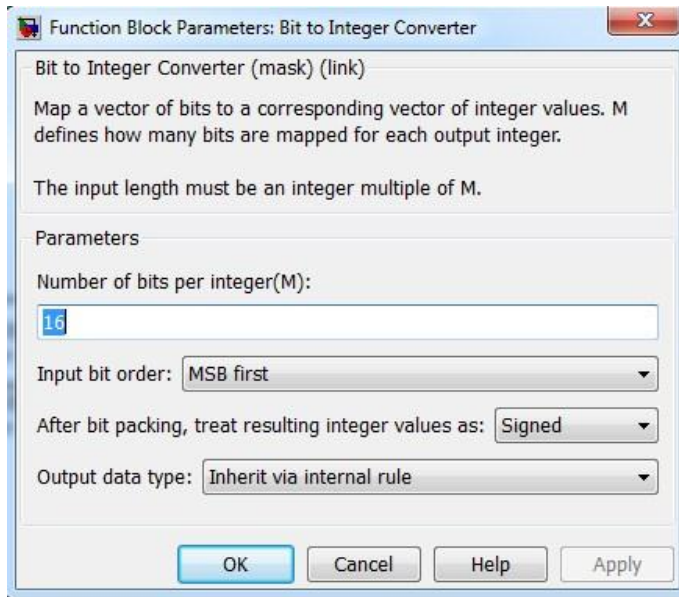 Function Block Parameters: Bit to Integer Converter
Bit to Integer Converter (mask) (link)
Map a vector of bits to a corresponding vector of integer values. M
defines how many bits are mapped for each output integer.
The input length must be an integer multiple of M.
Parameters
Number of bits per integer(M):
16
Input bit order: MSB first
After bit packing, treat resulting integer values as: Signed
Output data type: Inherit via internal rule
OK Cancel Help Apply